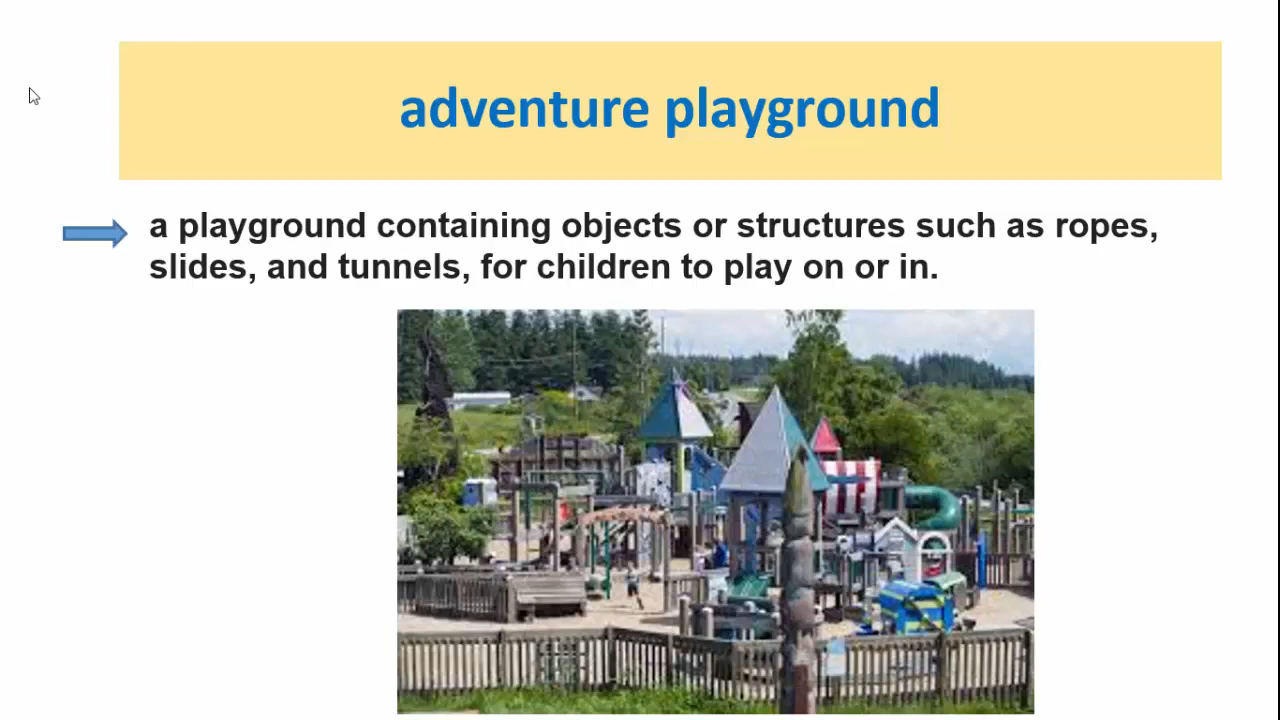 adventure playground
a playground containing objects or structures such as ropes,
slides, and tunnels, for children to play on or in.